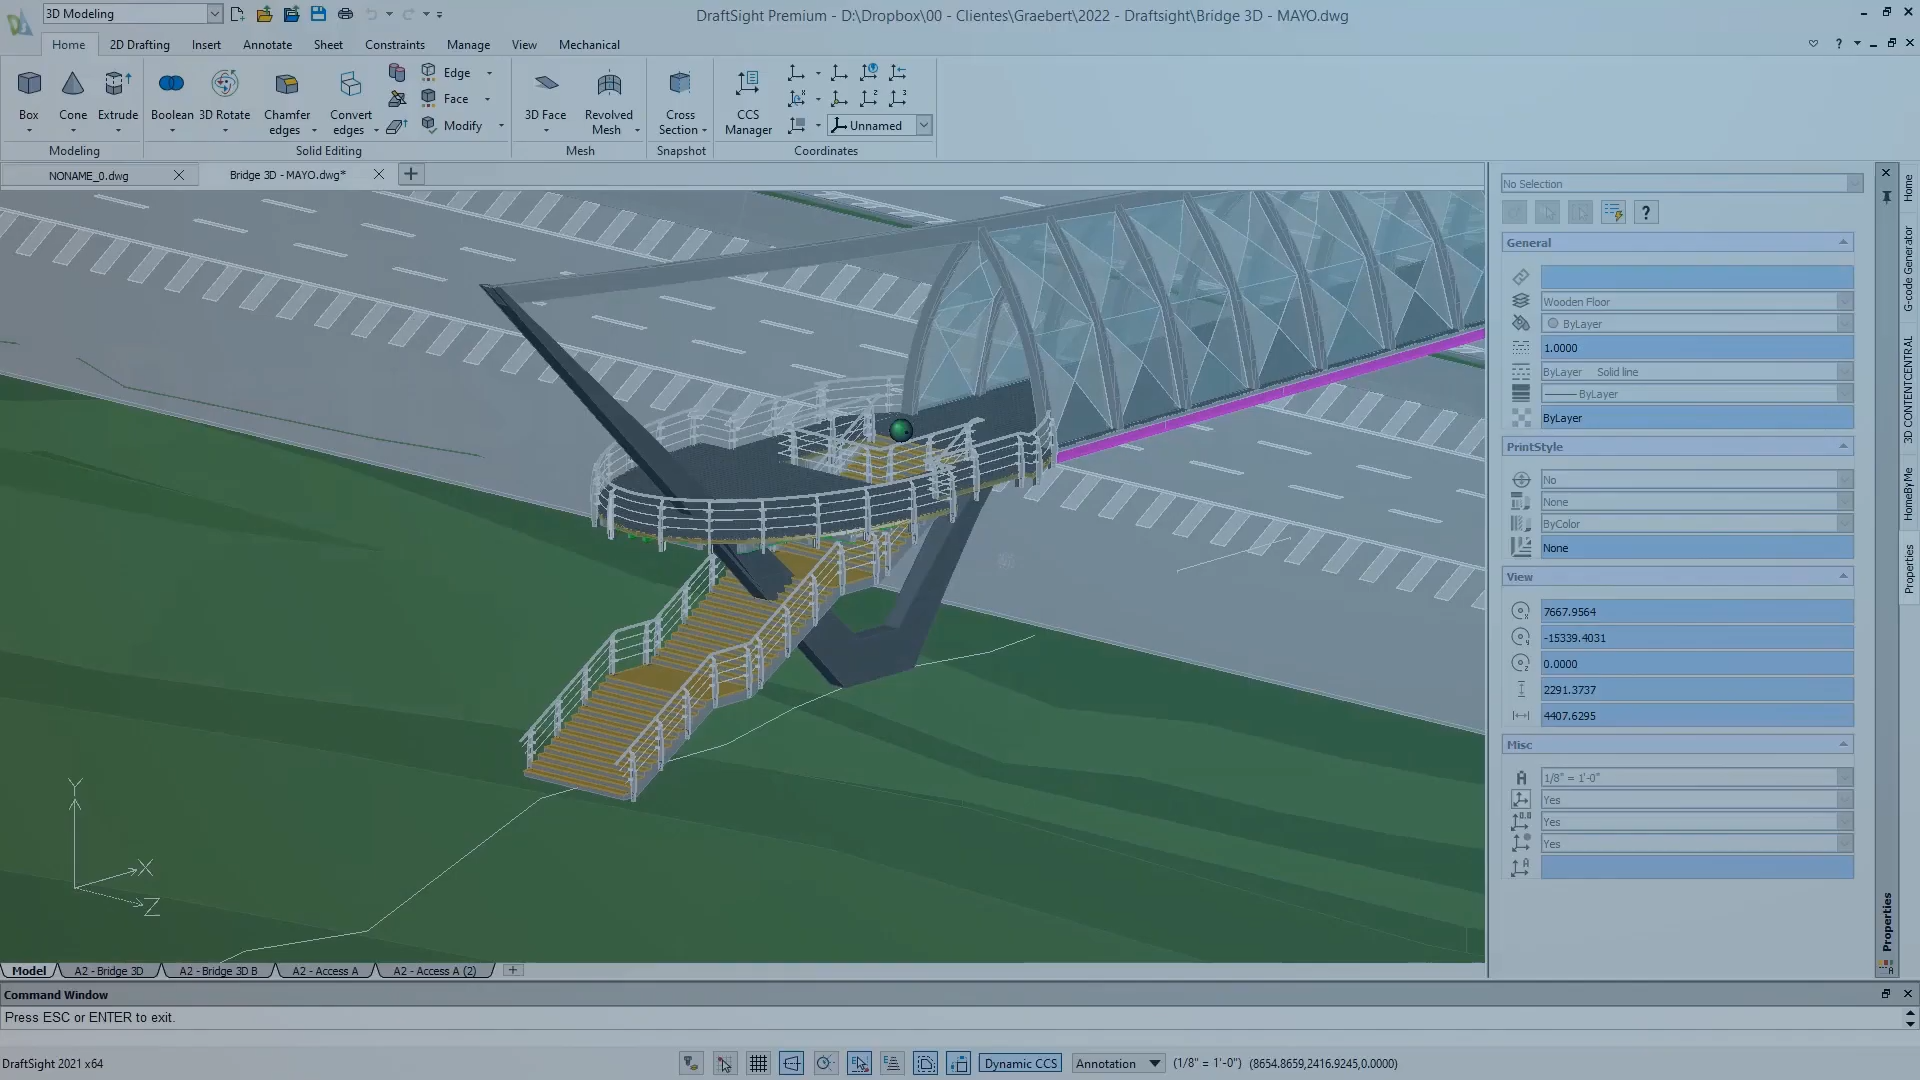 3D Modeling
DraftSight Premium - D:\Dropbox\00 - Clientes\Graebert\2022 - Draftsight\Bridge 3D - MAYO.dwg
Home 2D Drafting Insert Annotate Sheet Constraints Manage View Mechanical
Box
Cone
Extrude
Modeling
Boolean
3D Rotate
Chamfer edges
Convert edges
Edge
Face
Modify
Solid Editing
3D Face
Revolved Mesh
Mesh
Cross Section
Snapshot
CCS Manager
Unnamed
Coordinates
NONAME_0.dwg
Bridge 3D - MAYO.dwg*
Y
X
Z
No Selection
General
Wooden Floor
ByLayer
1.0000
ByLayer Solid line
ByLayer
ByLayer
PrintStyle
No
None
ByColor
None
View
7667.9564
-15339.4031
0.0000
2291.3737
4407.6295
Misc
1/8" = 1'-0"
Yes
Yes
Yes
Home
G-code Generator
3D CONTENTCENTRAL
HomeByMe
Properties
Properties
Model
A2 - Bridge 3D
A2 - Bridge 3D B
A2 - Access A
A2 - Access A (2)
Command Window
Press ESC or ENTER to exit.
DraftSight 2021 x64
Dynamic CCS
Annotation
(1/8" = 1'-0")
(8654.8659,2416.9245,0.0000)